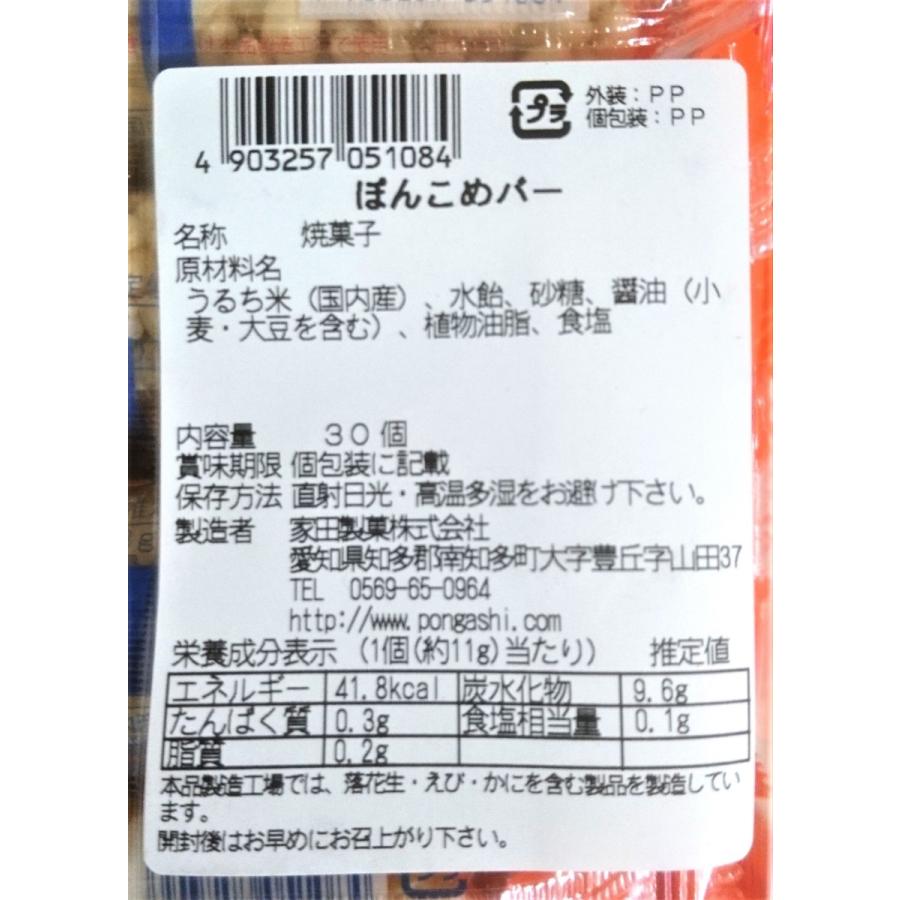 外装：ＰＰ
個包装：ＰＰ
プラ
4 903257 051084
ぽんこめバー
名称 焼菓子
原材料名
うるち米（国内産）、水飴、砂糖、醤油（小
麦・大豆を含む）、植物油脂、食塩
内容量 ３０ 個
賞味期限 個包装に記載
保存方法 直射日光・高温多湿をお避け下さい。
製造者 家田製菓株式会社
愛知県知多郡南知多町大字豊丘字山田37
TEL 0569-65-0964
http://www.pongashi.com
栄養成分表示（1個(約11g)当たり） 推定値
エネルギー 41.8kcal 炭水化物 9.6g
たんぱく質 0.3g 食塩相当量 0.1g
脂質 0.2g
本品製造工場では、落花生・えび・かにを含む製品を製造してい
ます。
開封後はお早めにお召上がり下さい。